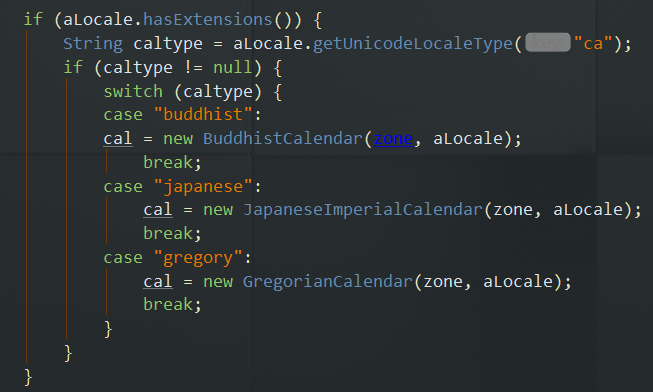 if (aLocale.hasExtensions()) {
    String caltype = aLocale.getUnicodeLocaleType( key: "ca");
    if (caltype != null) {
        switch (caltype) {
        case "buddhist":
        cal = new BuddhistCalendar(zone, aLocale);
            break;
        case "japanese":
            cal = new JapaneseImperialCalendar(zone, aLocale);
            break;
        case "gregory":
            cal = new GregorianCalendar(zone, aLocale);
            break;
        }
    }
}